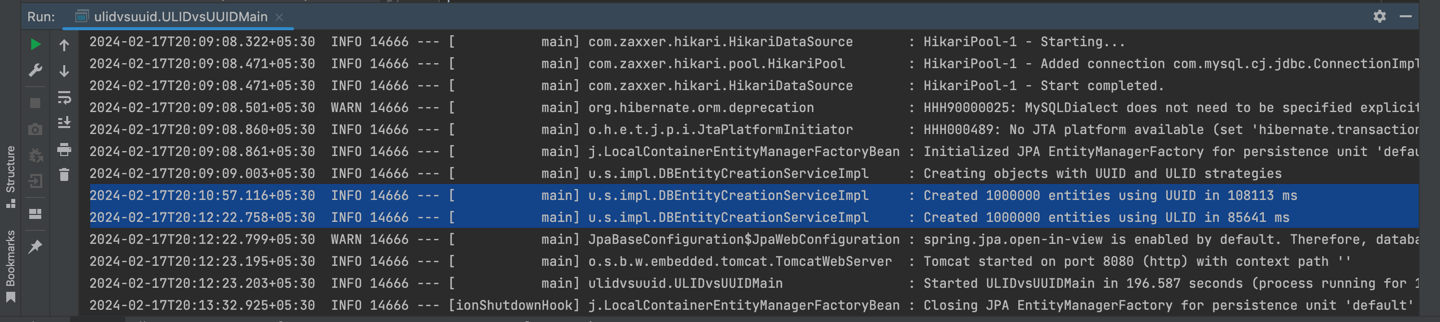 Run: ulidvsuuid.ULIDvsUUIDMain ×
2024-02-17T20:09:08.322+05:30 INFO 14666 --- [ main] com.zaxxer.hikari.HikariDataSource : HikariPool-1 - Starting...
2024-02-17T20:09:08.471+05:30 INFO 14666 --- [ main] com.zaxxer.hikari.pool.HikariPool : HikariPool-1 - Added connection com.mysql.cj.jdbc.ConnectionImpl
2024-02-17T20:09:08.471+05:30 INFO 14666 --- [ main] com.zaxxer.hikari.HikariDataSource : HikariPool-1 - Start completed.
2024-02-17T20:09:08.501+05:30 WARN 14666 --- [ main] org.hibernate.orm.deprecation : HHH90000025: MySQLDialect does not need to be specified explicit
2024-02-17T20:09:08.860+05:30 INFO 14666 --- [ main] o.h.e.t.j.p.i.JtaPlatformInitiator : HHH000489: No JTA platform available (set 'hibernate.transaction
2024-02-17T20:09:08.861+05:30 INFO 14666 --- [ main] j.LocalContainerEntityManagerFactoryBean : Initialized JPA EntityManagerFactory for persistence unit 'defau
2024-02-17T20:09:09.003+05:30 INFO 14666 --- [ main] u.s.impl.DBEntityCreationServiceImpl : Creating objects with UUID and ULID strategies
2024-02-17T20:10:57.116+05:30 INFO 14666 --- [ main] u.s.impl.DBEntityCreationServiceImpl : Created 1000000 entities using UUID in 108113 ms
2024-02-17T20:12:22.758+05:30 INFO 14666 --- [ main] u.s.impl.DBEntityCreationServiceImpl : Created 1000000 entities using ULID in 85641 ms
2024-02-17T20:12:22.799+05:30 WARN 14666 --- [ main] JpaBaseConfiguration$JpaWebConfiguration : spring.jpa.open-in-view is enabled by default. Therefore, databa
2024-02-17T20:12:23.195+05:30 INFO 14666 --- [ main] o.s.b.w.embedded.tomcat.TomcatWebServer : Tomcat started on port 8080 (http) with context path ''
2024-02-17T20:12:23.203+05:30 INFO 14666 --- [ main] ulidvsuuid.ULIDvsUUIDMain : Started ULIDvsUUIDMain in 196.587 seconds (process running for 1
2024-02-17T20:13:32.925+05:30 INFO 14666 --- [ionShutdownHook] j.LocalContainerEntityManagerFactoryBean : Closing JPA EntityManagerFactory for persistence unit 'default'
Structure
Bookmarks